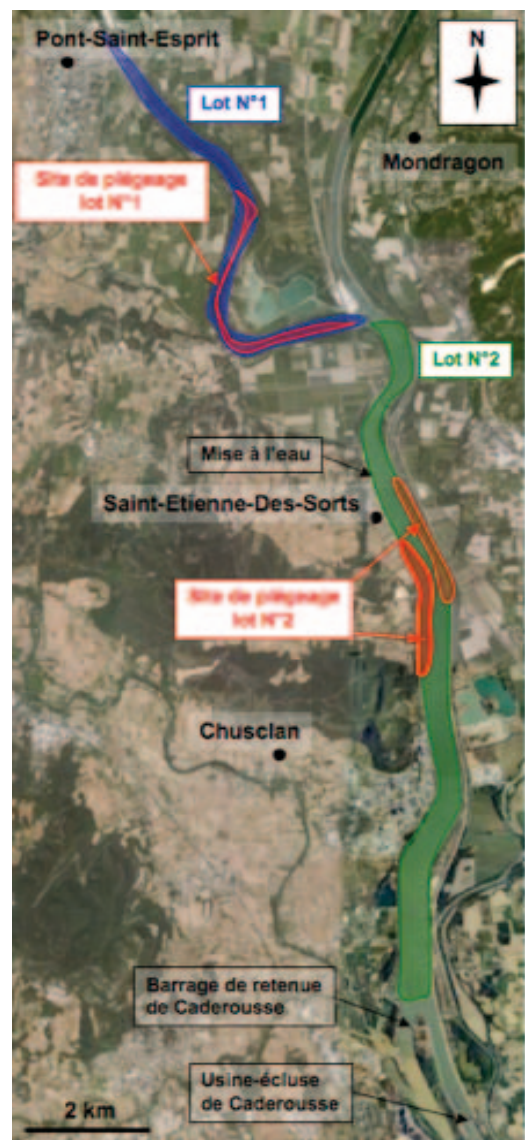 Pont-Saint-Esprit
N
Lot N°1
Mondragon
Site de piégeage
lot N°1
Lot N°2
Mise à l'eau
Saint-Etienne-Des-Sorts
Site de piégeage
lot N°2
Chusclan
Barrage de retenue
de Caderousse
Usine-écluse
de Caderousse
2 km